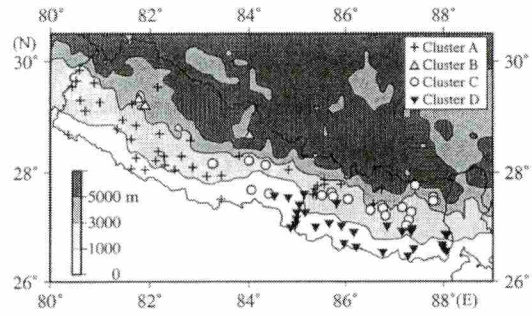 80° 82° 84° 86° 88°
(N)
30° 30°
+ Cluster A
△ Cluster B
○ Cluster C
▼ Cluster D
28° 28°
5000 m
3000
1000
0
26° 26°
80° 82° 84° 86° 88°(E)